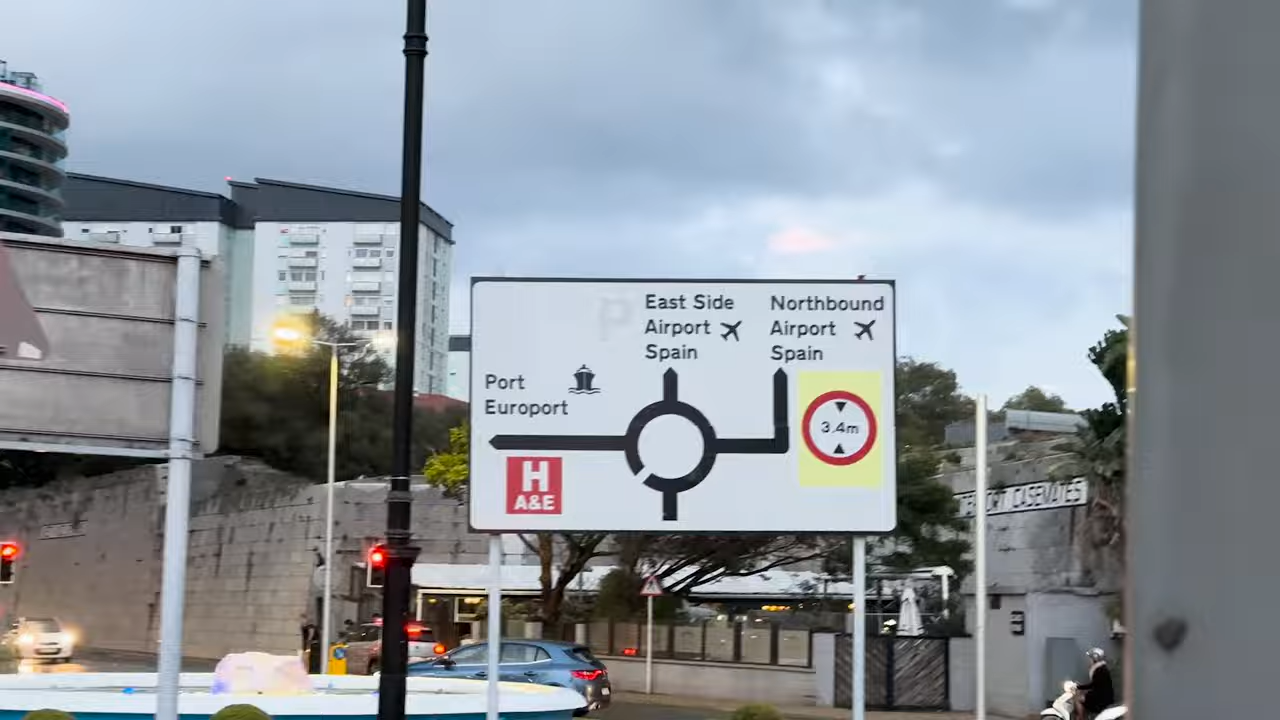 East Side
Airport
Spain
Northbound
Airport
Spain
Port
Europort
3.4m
H
A&E
CASEMATES